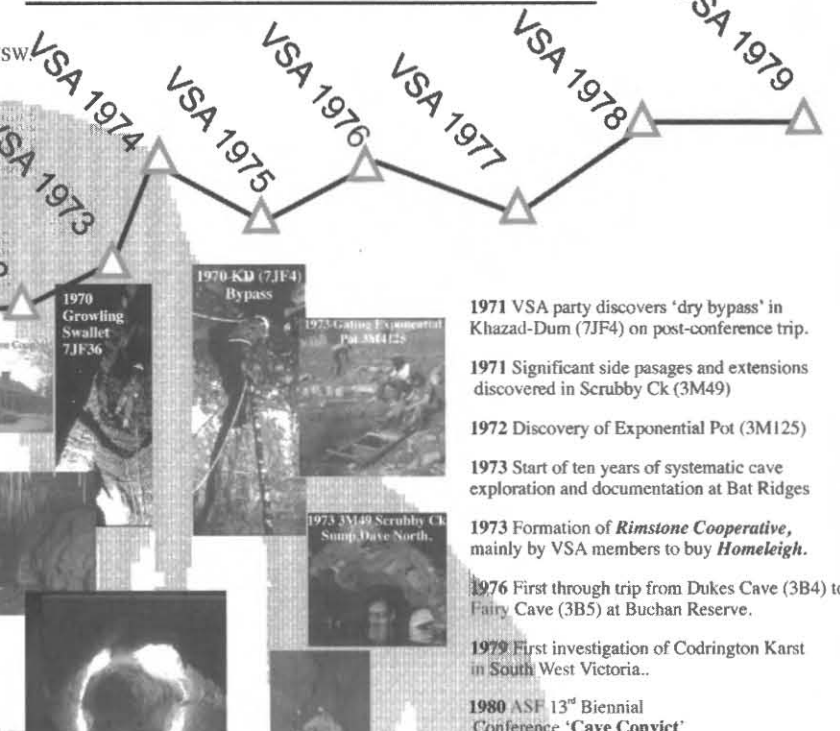 SW.
VSA 1974
VSA 1975
VSA 1976
VSA 1977
VSA 1978
VSA 1979
SA 1973
1970
Growling
Swallet
7JF36
1970 KD (7JF4)
Bypass
1973 Gating Exponential
Pot 3M125
1973 3M49 Scrubby Ck
Sump, Dave North.
1971 VSA party discovers ‘dry bypass’ in
Khazad-Dum (7JF4) on post-conference trip.
1971 Significant side pasages and extensions
discovered in Scrubby Ck (3M49)
1972 Discovery of Exponential Pot (3M125)
1973 Start of ten years of systematic cave
exploration and documentation at Bat Ridges
1973 Formation of Rimstone Cooperative,
mainly by VSA members to buy Homeleigh.
1976 First through trip from Dukes Cave (3B4) to
Fairy Cave (3B5) at Buchan Reserve.
1979 First investigation of Codrington Karst
in South West Victoria..
1980 ASF 13rd Biennial
Conference ‘Cave Convict’